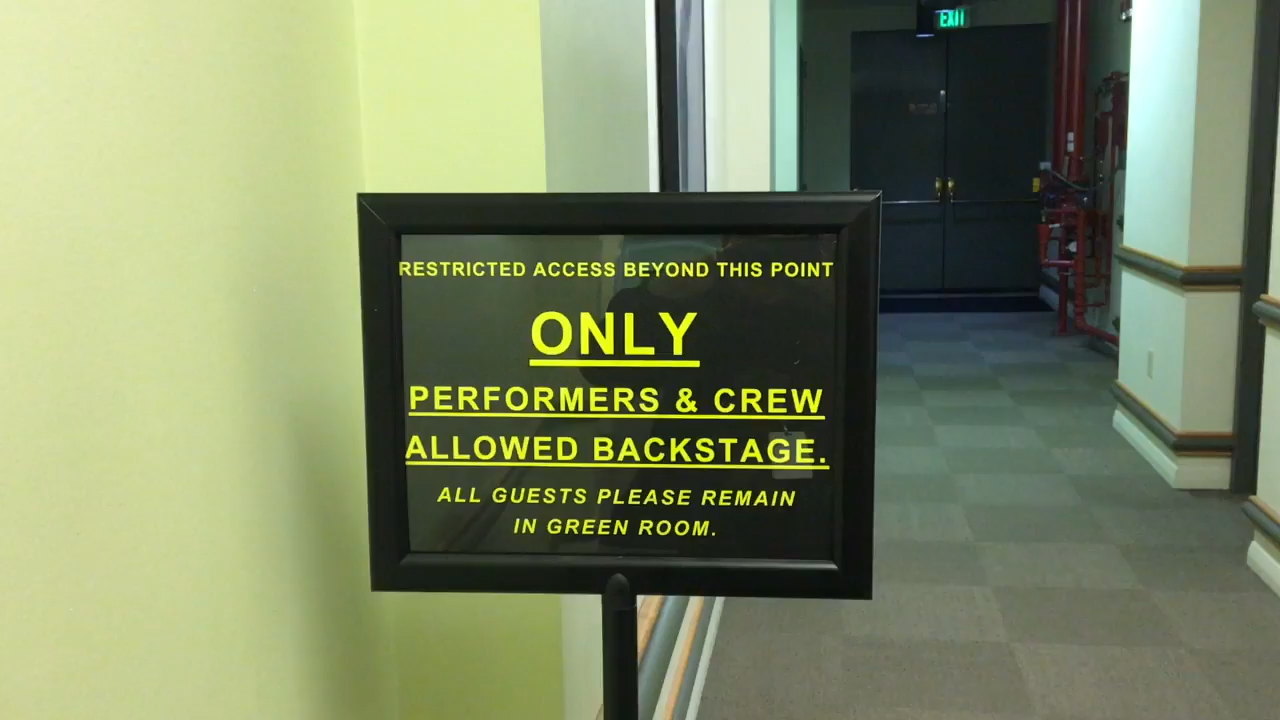 EXIT
RESTRICTED ACCESS BEYOND THIS POINT
ONLY
PERFORMERS & CREW
ALLOWED BACKSTAGE.
ALL GUESTS PLEASE REMAIN
IN GREEN ROOM.